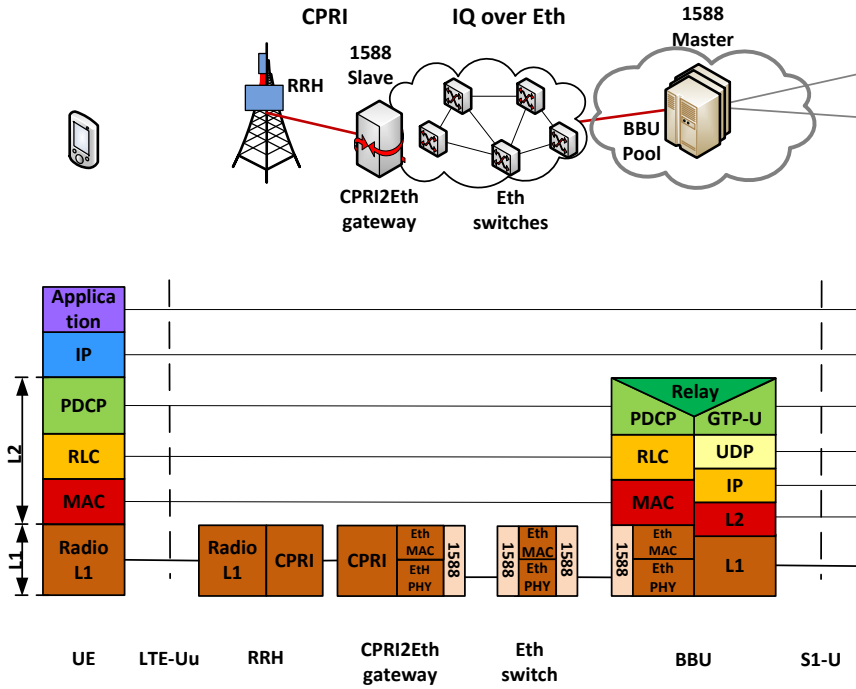 CPRI
IQ over Eth
1588
Master
1588
Slave
RRH
BBU
Pool
CPRI2Eth
gateway
Eth
switches
Applica
tion
IP
PDCP
RLC
MAC
Radio
L1
L2
L1
Radio
L1
CPRI
CPRI
Eth
MAC
EtH
PHY
1588
1588
Eth
MAC
Eth
PHY
1588
Relay
PDCP
GTP-U
RLC
UDP
IP
MAC
L2
1588
Eth
MAC
Eth
PHY
L1
UE
LTE-Uu
RRH
CPRI2Eth
gateway
Eth
switch
BBU
S1-U